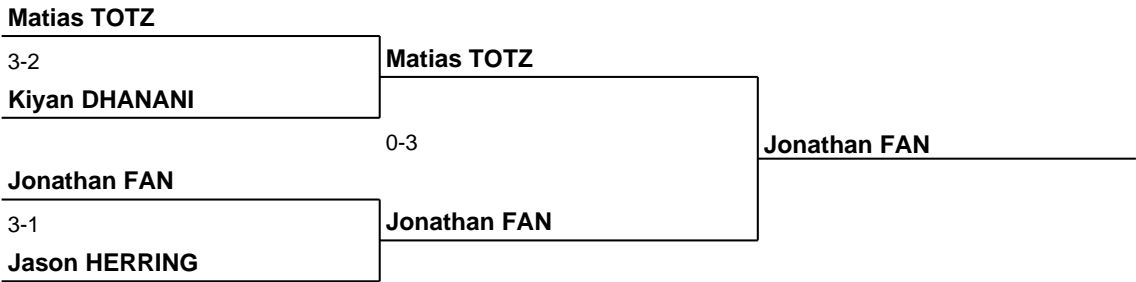 Matias TOTZ
3-2
Matias TOTZ
Kiyan DHANANI
0-3
Jonathan FAN
Jonathan FAN
3-1
Jonathan FAN
Jason HERRING